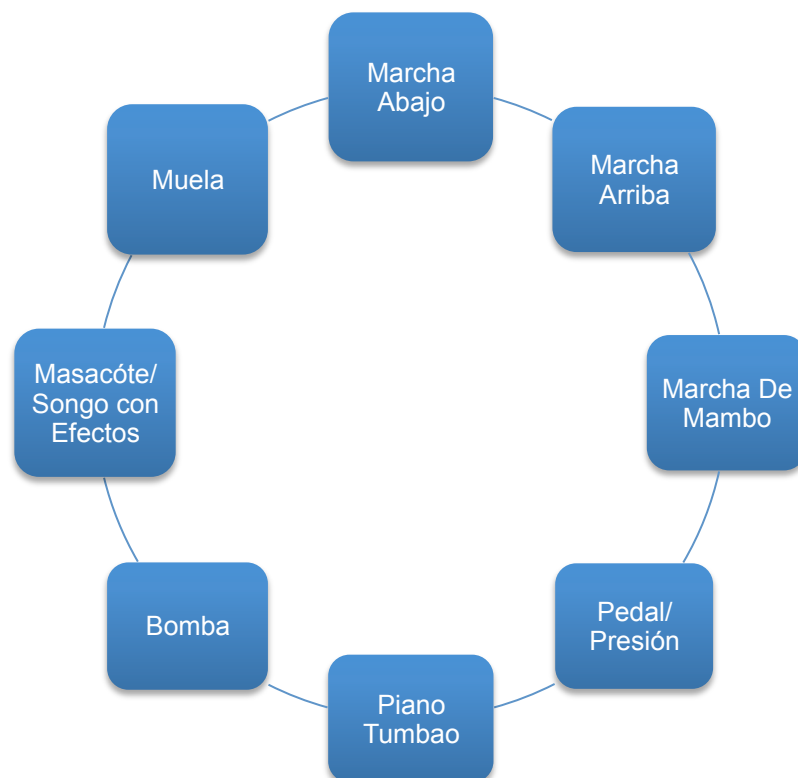 Marcha
Abajo
Marcha
Arriba
Marcha De
Mambo
Pedal/
Presión
Piano
Tumbao
Bomba
Masacóte/
Songo con
Efectos
Muela